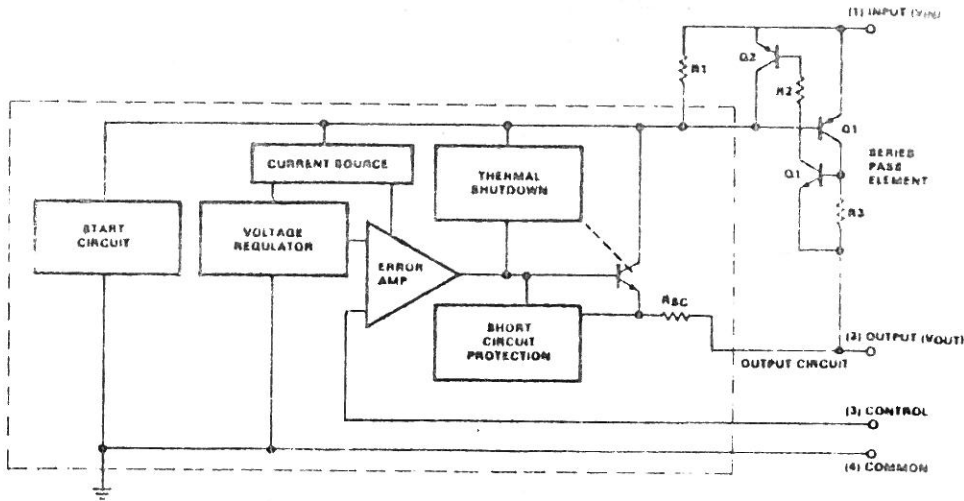 (1) INPUT (VIN)
R1
Q2
R2
Q1
SERIES
PASS
ELEMENT
Q1
R3
CURRENT SOURCE
THERMAL
SHUTDOWN
START
CIRCUIT
VOLTAGE
REGULATOR
ERROR
AMP
RSC
SHORT
CIRCUIT
PROTECTION
(2) OUTPUT (VOUT)
OUTPUT CIRCUIT
(3) CONTROL
(4) COMMON